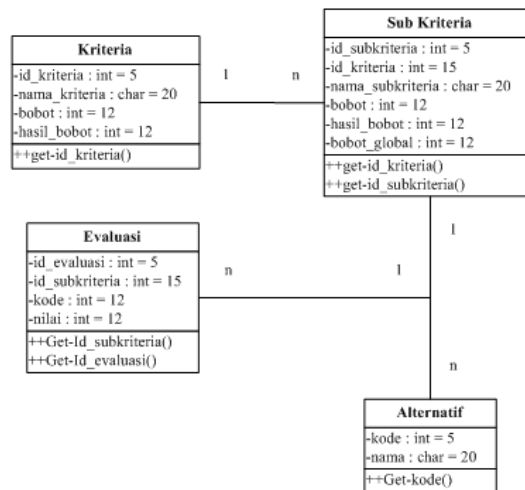 Kriteria
-id_kriteria : int = 5
-nama_kriteria : char = 20
-bobot : int = 12
-hasil_bobot : int = 12
++get-id_kriteria()
1
n
Sub Kriteria
-id_subkriteria : int = 5
-id_kriteria : int = 15
-nama_subkriteria : char = 20
-bobot : int = 12
-hasil_bobot : int = 12
-bobot_global : int = 12
++get-id_kriteria()
++get-id_subkriteria()
Evaluasi
-id_evaluasi : int = 5
-id_subkriteria : int = 15
-kode : int = 12
-nilai : int = 12
++Get-Id_subkriteria()
++Get-Id_evaluasi()
n
1
1
n
Alternatif
-kode : int = 5
-nama : char = 20
++Get-kode()